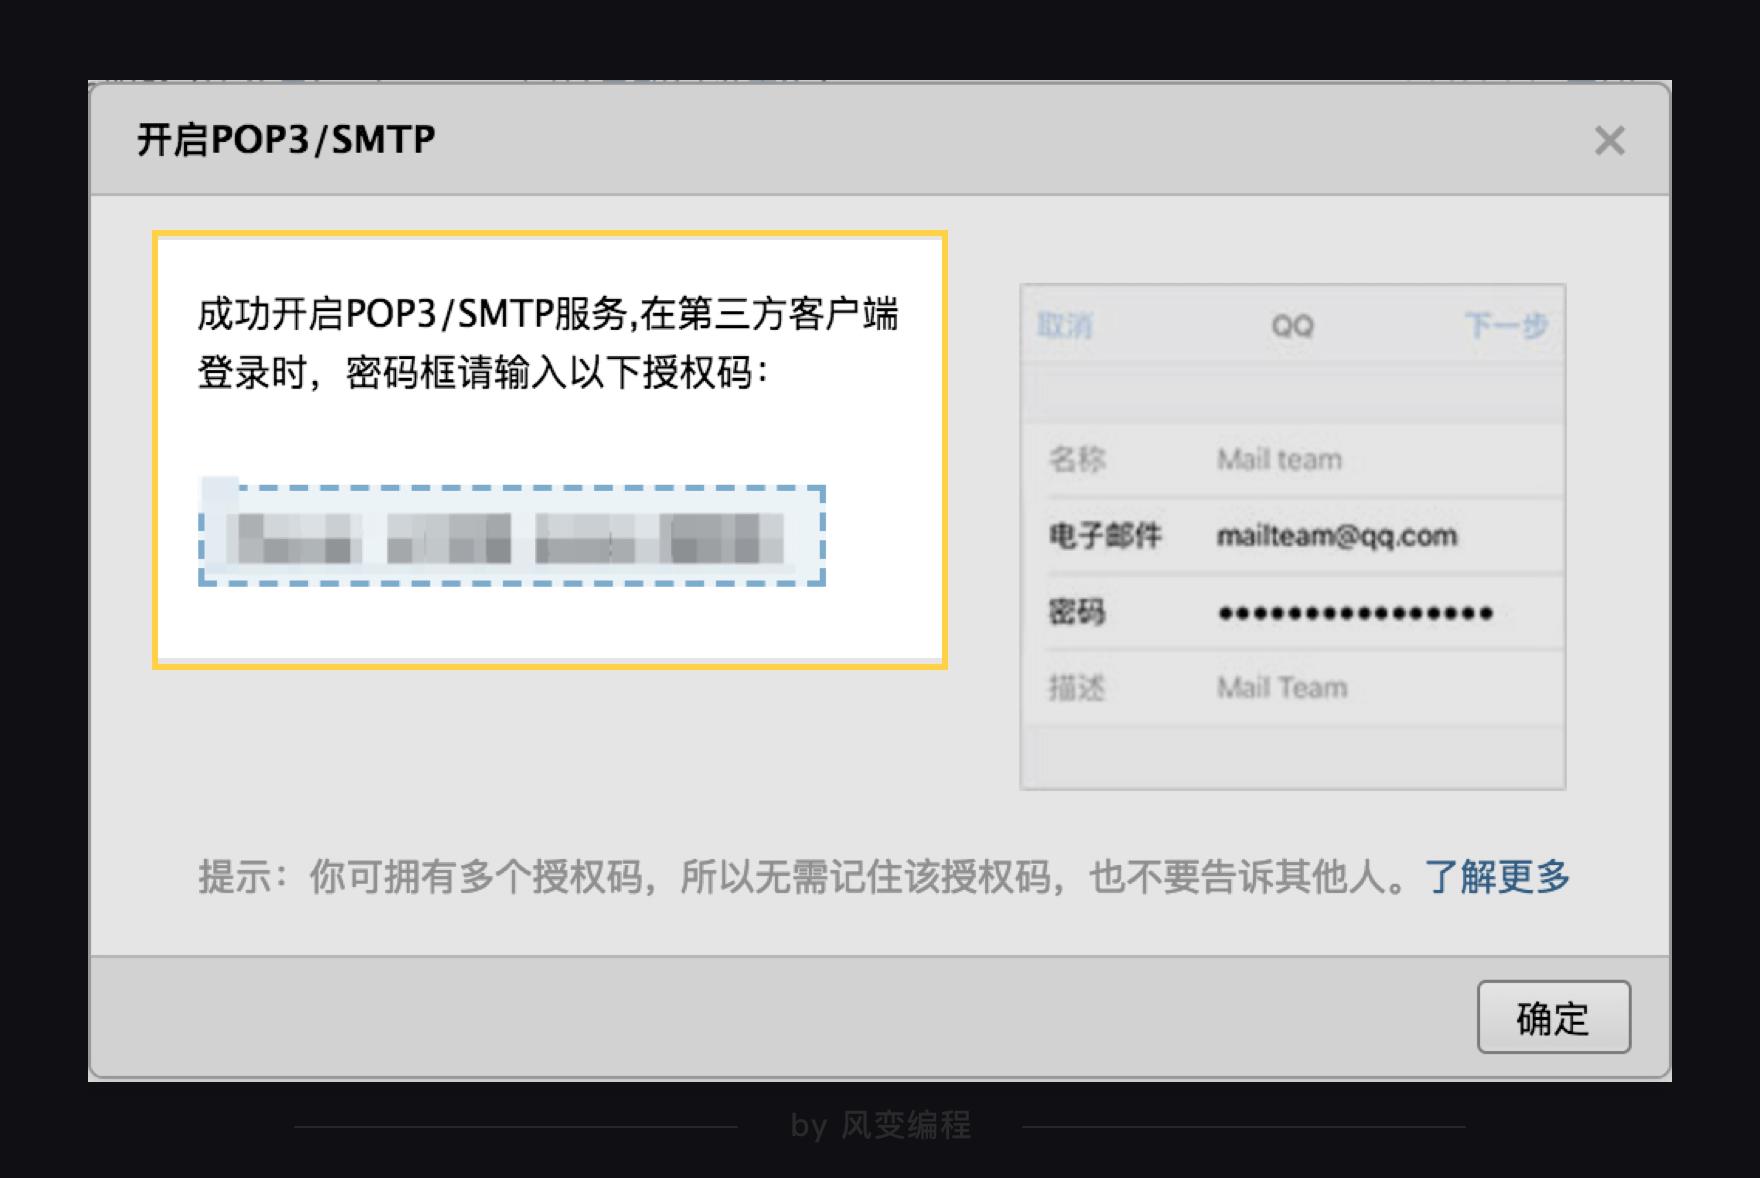 开启POP3/SMTP
成功开启POP3/SMTP服务,在第三方客户端
登录时，密码框请输入以下授权码：
取消 QQ 下一步
名称 Mail team
电子邮件 mailteam@qq.com
密码 ●●●●●●●●●●●●●●●●
描述 Mail Team
提示：你可拥有多个授权码，所以无需记住该授权码，也不要告诉其他人。了解更多
确定
by 风变编程